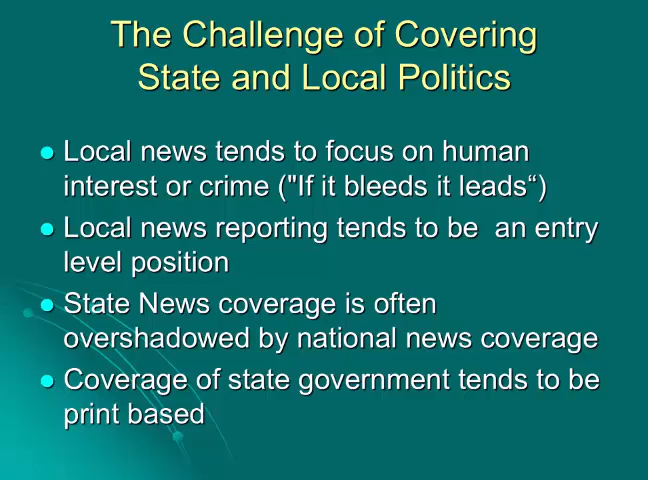 The Challenge of Covering
State and Local Politics
Local news tends to focus on human
interest or crime ("If it bleeds it leads“)
Local news reporting tends to be  an entry
level position
State News coverage is often
overshadowed by national news coverage
Coverage of state government tends to be
print based